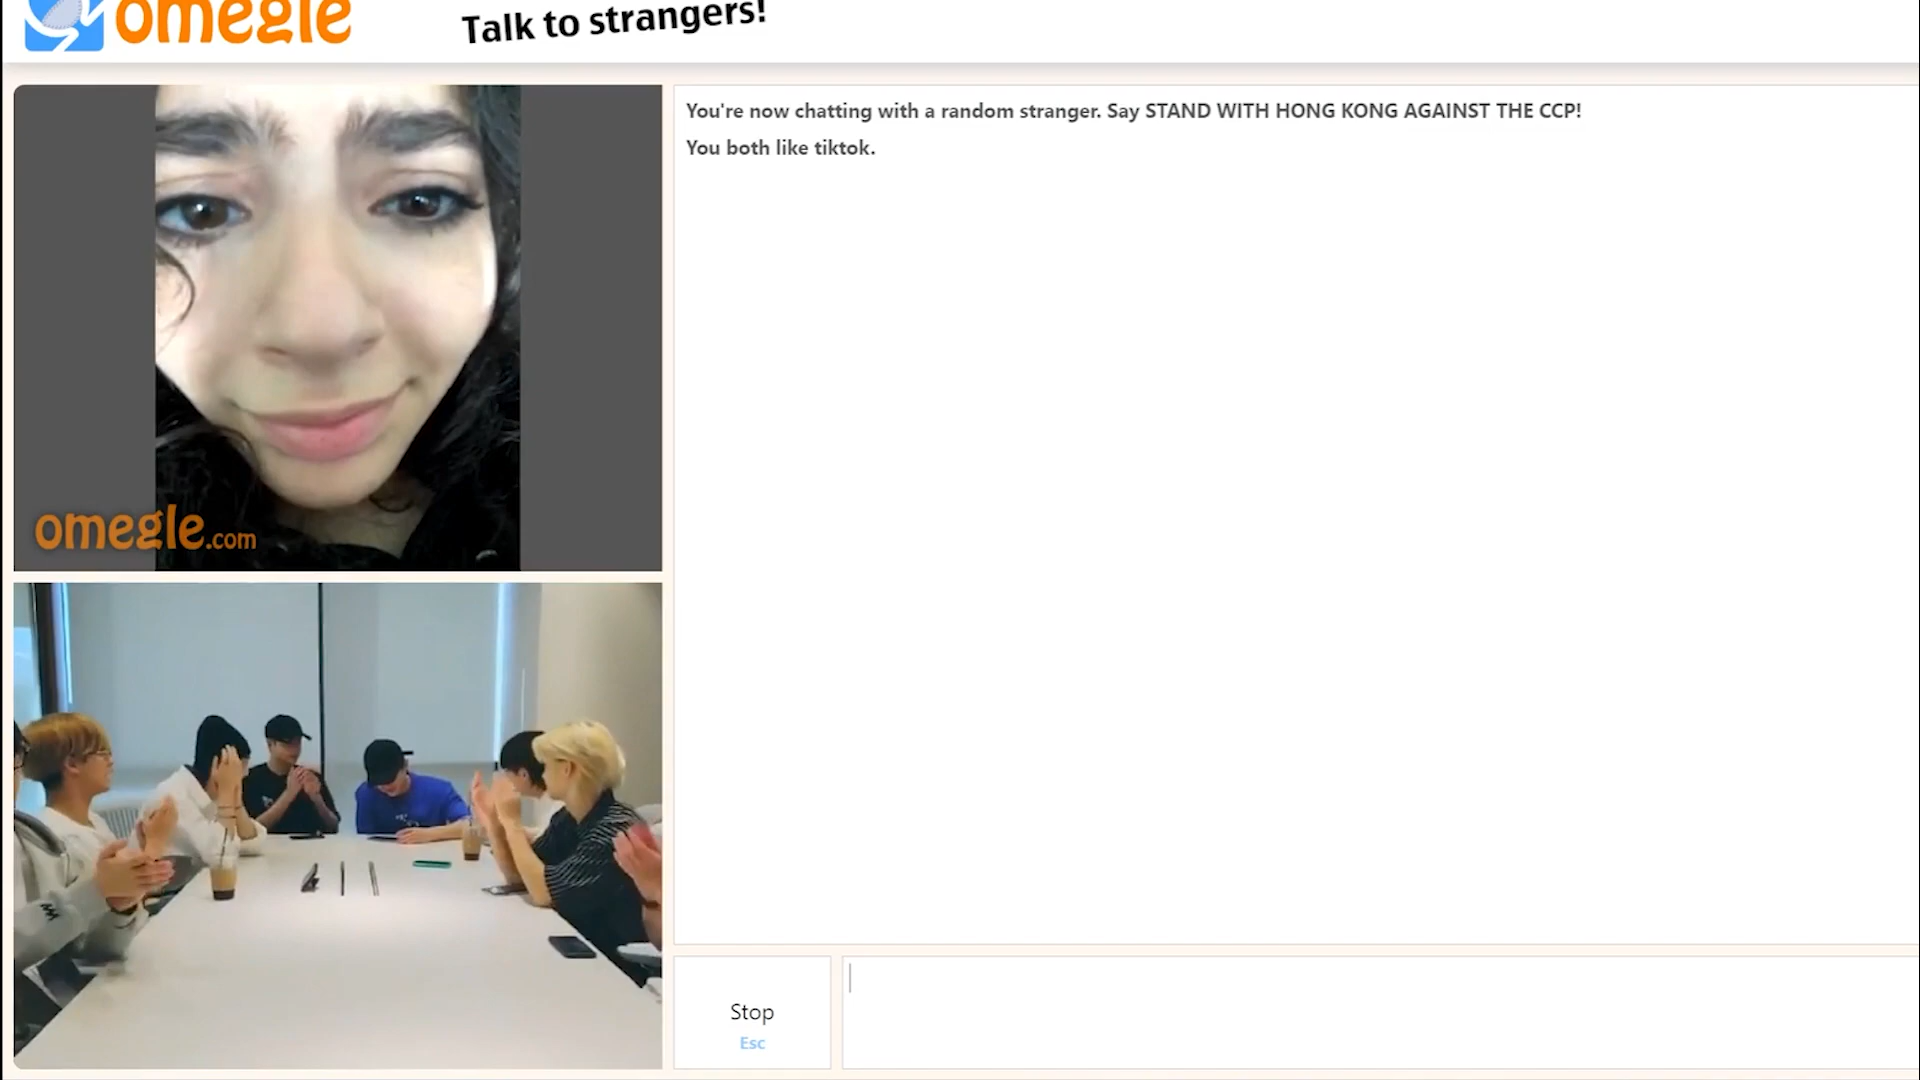 omegle
Talk to strangers!
You're now chatting with a random stranger. Say STAND WITH HONG KONG AGAINST THE CCP!
You both like tiktok.
omegle.com
Stop
Esc